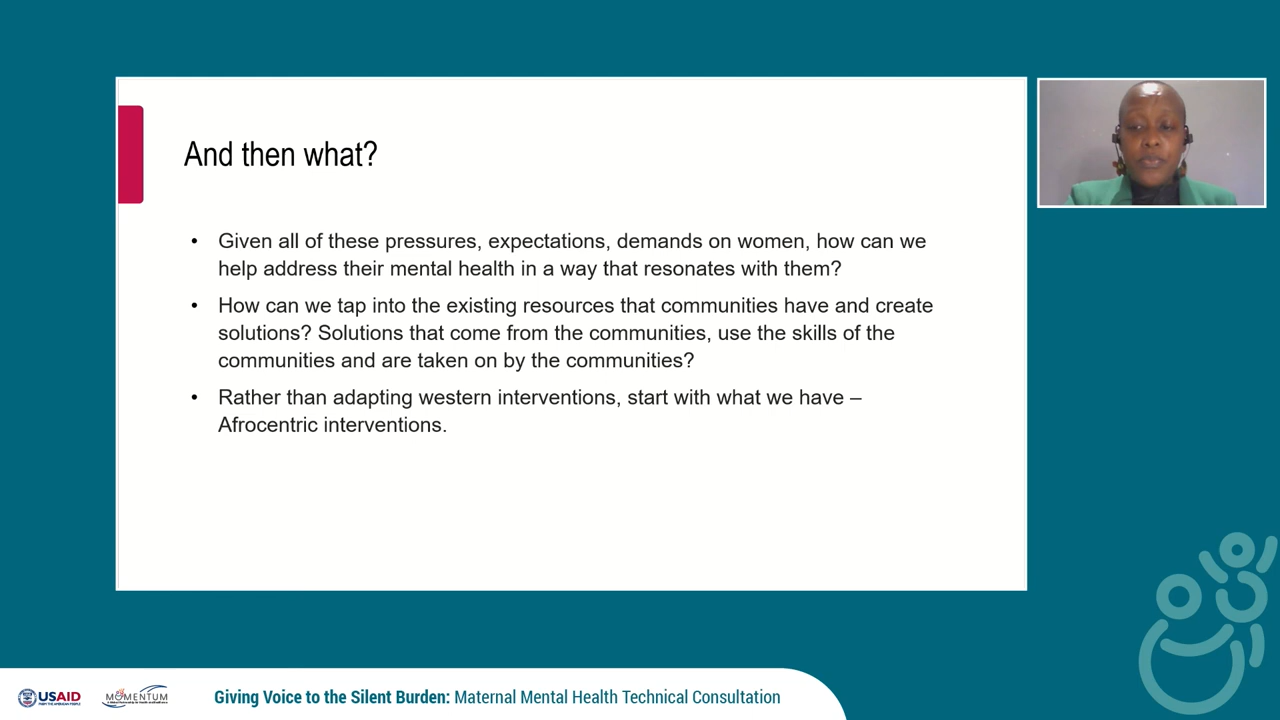 And then what?
• Given all of these pressures, expectations, demands on women, how can we
help address their mental health in a way that resonates with them?
• How can we tap into the existing resources that communities have and create
solutions? Solutions that come from the communities, use the skills of the
communities and are taken on by the communities?
• Rather than adapting western interventions, start with what we have –
Afrocentric interventions.
USAID
FROM THE AMERICAN PEOPLE
MOMENTUM
Giving Voice to the Silent Burden: Maternal Mental Health Technical Consultation